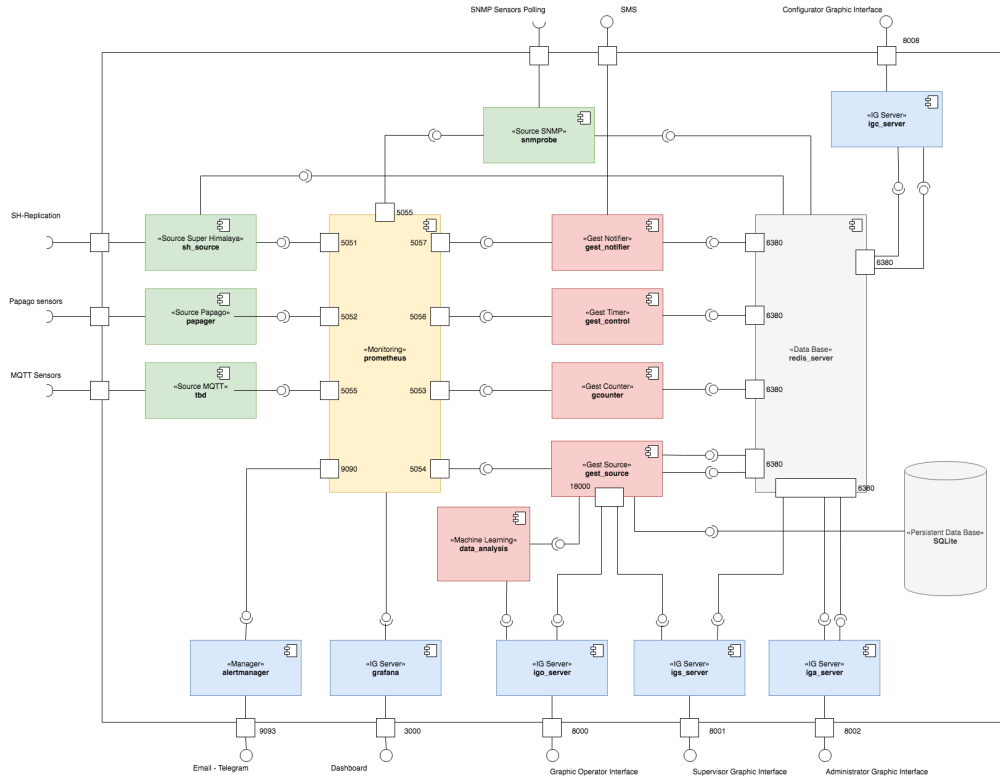 SNMP Sensors Polling
SMS
Configurator Graphic Interface
8008
«IG Server»
igc_server
«Source SNMP»
snmprobe
SH-Replication
5055
«Source Super Himalaya»
sh_source
5051
5057
«Gest Notifier»
gest_notifier
6380
6380
Papago sensors
«Source Papago»
papager
5052
5056
«Gest Timer»
gest_control
6380
«Monitoring»
prometheus
«Data Base»
redis_server
MQTT Sensors
«Source MQTT»
tbd
5055
5053
«Gest Counter»
gcounter
6380
9090
5054
«Gest Source»
gest_source
6380
18000
6380
«Machine Learning»
data_analysis
«Persistent Data Base»
SQLite
«Manager»
alertmanager
«IG Server»
grafana
«IG Server»
igo_server
«IG Server»
igs_server
«IG Server»
iga_server
9093
3000
8000
8001
8002
Email - Telegram
Dashboard
Graphic Operator Interface
Supervisor Graphic Interface
Administrator Graphic Interface